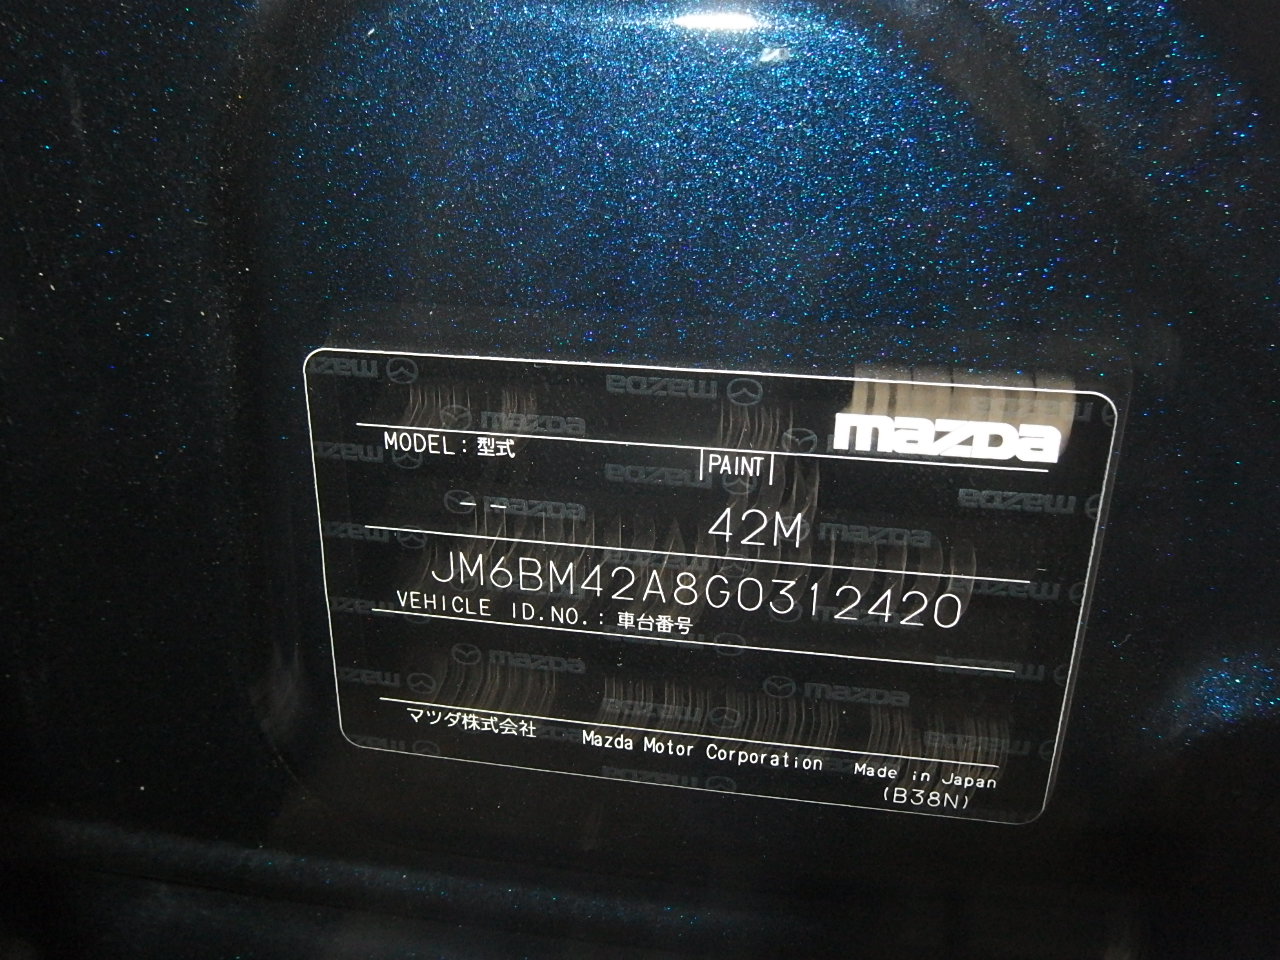 mazda
MODEL : 型式
PAINT
-- 42M
JM6BM42A8G0312420
VEHICLE ID.NO. : 車台番号
マツダ株式会社 Mazda Motor Corporation Made in Japan
(B38N)